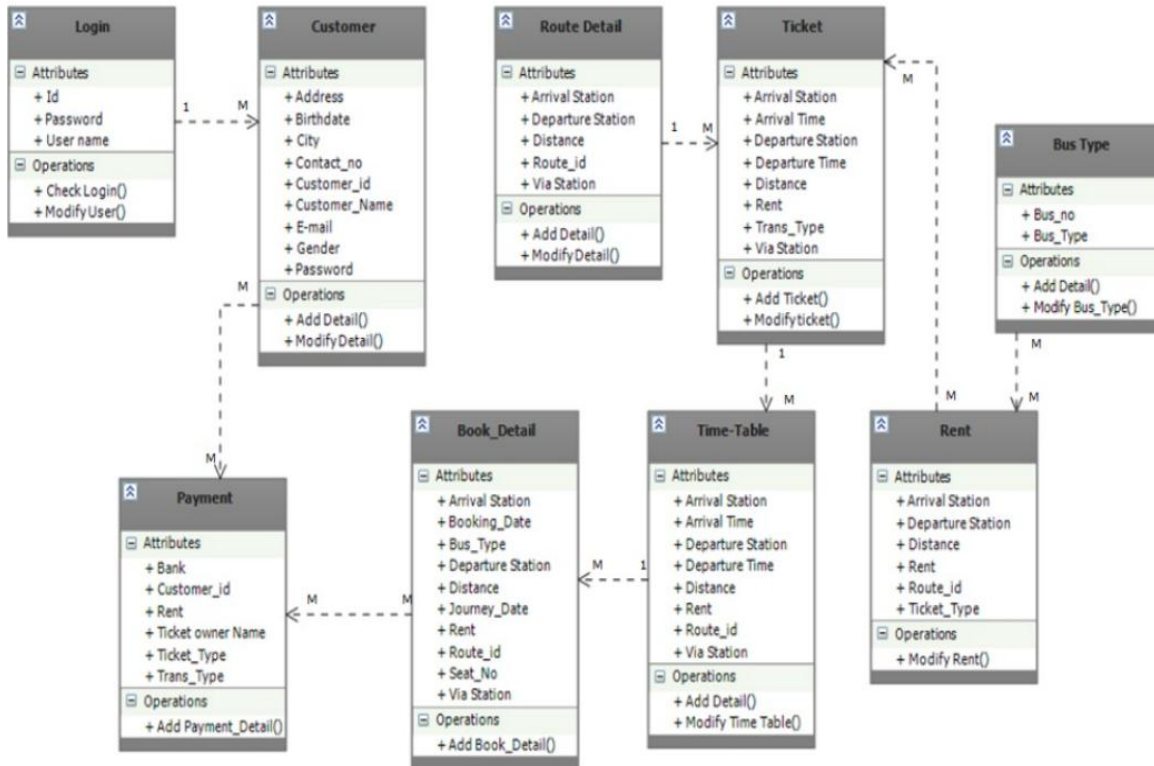 Login
Attributes
+ Id
+ Password
+ User name
Operations
+ Check Login()
+ Modify User()
1
M
Customer
Attributes
+ Address
+ Birthdate
+ City
+ Contact_no
+ Customer_id
+ Customer_Name
+ E-mail
+ Gender
+ Password
Operations
+ Add Detail()
+ Modify Detail()
M
M
Route Detail
Attributes
+ Arrival Station
+ Departure Station
+ Distance
+ Route_id
+ Via Station
Operations
+ Add Detail()
+ Modify Detail()
1
M
Ticket
Attributes
+ Arrival Station
+ Arrival Time
+ Departure Station
+ Departure Time
+ Distance
+ Rent
+ Trans_Type
+ Via Station
Operations
+ Add Ticket()
+ Modify ticket()
M
M
1
M
Bus Type
Attributes
+ Bus_no
+ Bus_Type
Operations
+ Add Detail()
+ Modify Bus_Type()
M
M
Payment
Attributes
+ Bank
+ Customer_id
+ Rent
+ Ticket owner Name
+ Ticket_Type
+ Trans_Type
Operations
+ Add Payment_Detail()
M
M
Book_Detail
Attributes
+ Arrival Station
+ Booking_Date
+ Bus_Type
+ Departure Station
+ Distance
+ Journey_Date
+ Rent
+ Route_id
+ Seat_No
+ Via Station
Operations
+ Add Book_Detail()
M
1
Time-Table
Attributes
+ Arrival Station
+ Arrival Time
+ Departure Station
+ Departure Time
+ Distance
+ Rent
+ Route_id
+ Via Station
Operations
+ Add Detail()
+ Modify Time Table()
Rent
Attributes
+ Arrival Station
+ Departure Station
+ Distance
+ Rent
+ Route_id
+ Ticket_Type
Operations
+ Modify Rent()